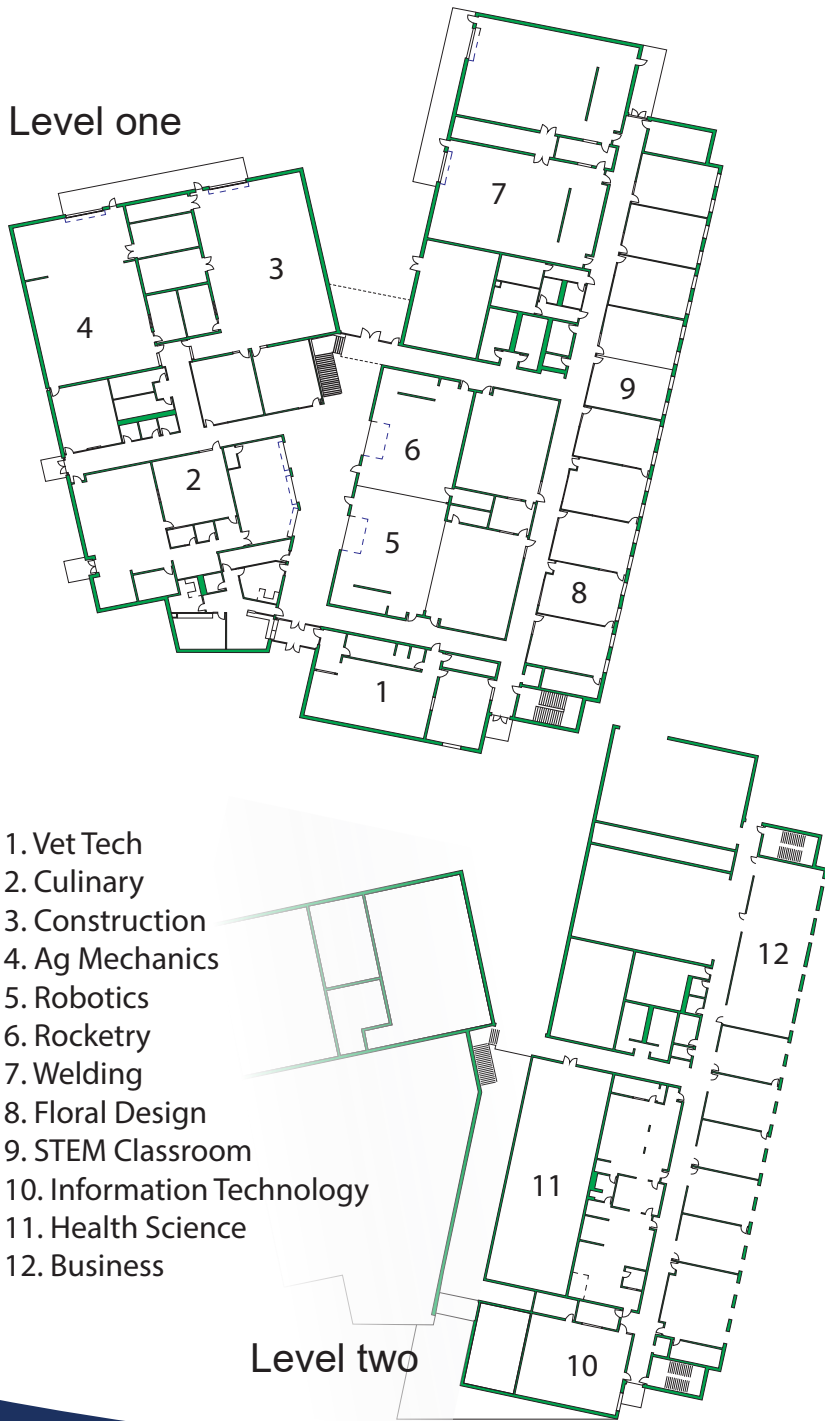 Level one
7
3
4
9
6
2
5
8
1
1. Vet Tech
2. Culinary
3. Construction
4. Ag Mechanics
5. Robotics
6. Rocketry
7. Welding
8. Floral Design
9. STEM Classroom
10. Information Technology
11. Health Science
12. Business
12
11
10
Level two